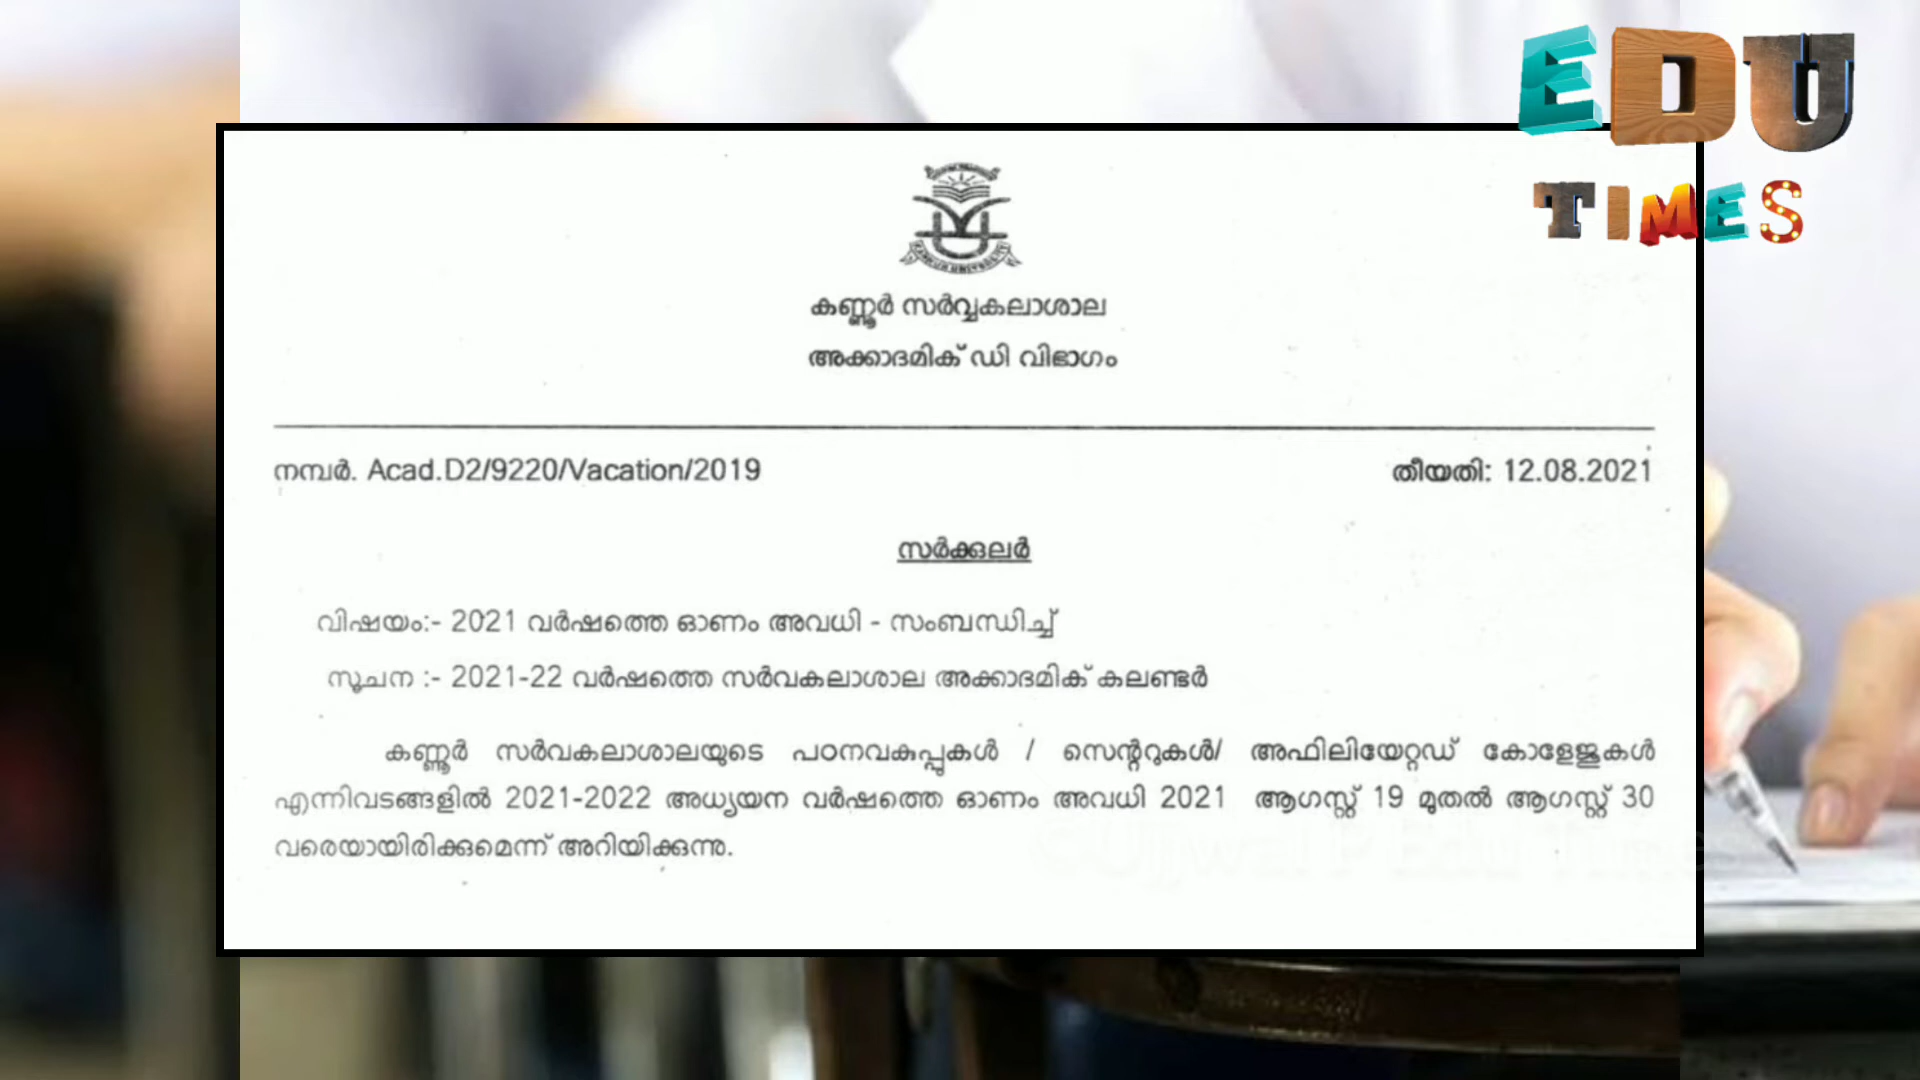 EDU
TIMES
കണ്ണൂർ സർവ്വകലാശാല
അക്കാദമിക് ഡി വിഭാഗം
നമ്പർ. Acad.D2/9220/Vacation/2019 തീയതി: 12.08.2021
സർക്കുലർ
വിഷയം:- 2021 വർഷത്തെ ഓണം അവധി - സംബന്ധിച്ച്
സൂചന :- 2021-22 വർഷത്തെ സർവകലാശാല അക്കാദമിക് കലണ്ടർ
കണ്ണൂർ സർവകലാശാലയുടെ പഠനവകുപ്പുകൾ / സെന്ററുകൾ/ അഫിലിയേറ്റഡ് കോളേജുകൾ
എന്നിവടങ്ങളിൽ 2021-2022 അധ്യയന വർഷത്തെ ഓണം അവധി 2021 ആഗസ്റ്റ് 19 മുതൽ ആഗസ്റ്റ് 30
വരെയായിരിക്കുമെന്ന് അറിയിക്കുന്നു.